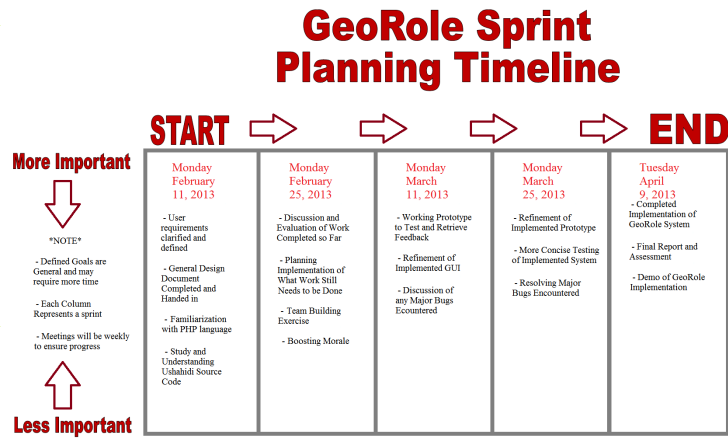 GeoRole Sprint
Planning Timeline
START
END
More Important
*NOTE*
- Defined Goals are
General and may
require more time
- Each Column
Represents a sprint
- Meetings will be weekly
to ensure progress
Less Important
Monday
February
11, 2013
- User
requirements
clarified and
defined
- General Design
Document
Completed and
Handed in
- Familiarization
with PHP language
- Study and
Understanding
Ushahidi Source
Code
Monday
February
25, 2013
- Discussion and
Evaluation of Work
Completed so Far
- Planning
Implementation of
What Work Still
Needs to be Done
- Team Building
Exercise
- Boosting Morale
Monday
March
11, 2013
- Working Prototype
to Test and Retrieve
Feedback
- Refinement of
Implemented GUI
- Discussion of
any Major Bugs
Ecountered
Monday
March
25, 2013
- Refinement of
Implemented Prototype
- More Concise Testing
of Implemented System
- Resolving Major
Bugs Encountered
Tuesday
April
9, 2013
- Completed
Implementation of
GeoRole System
- Final Report and
Assessment
- Demo of GeoRole
Implementation